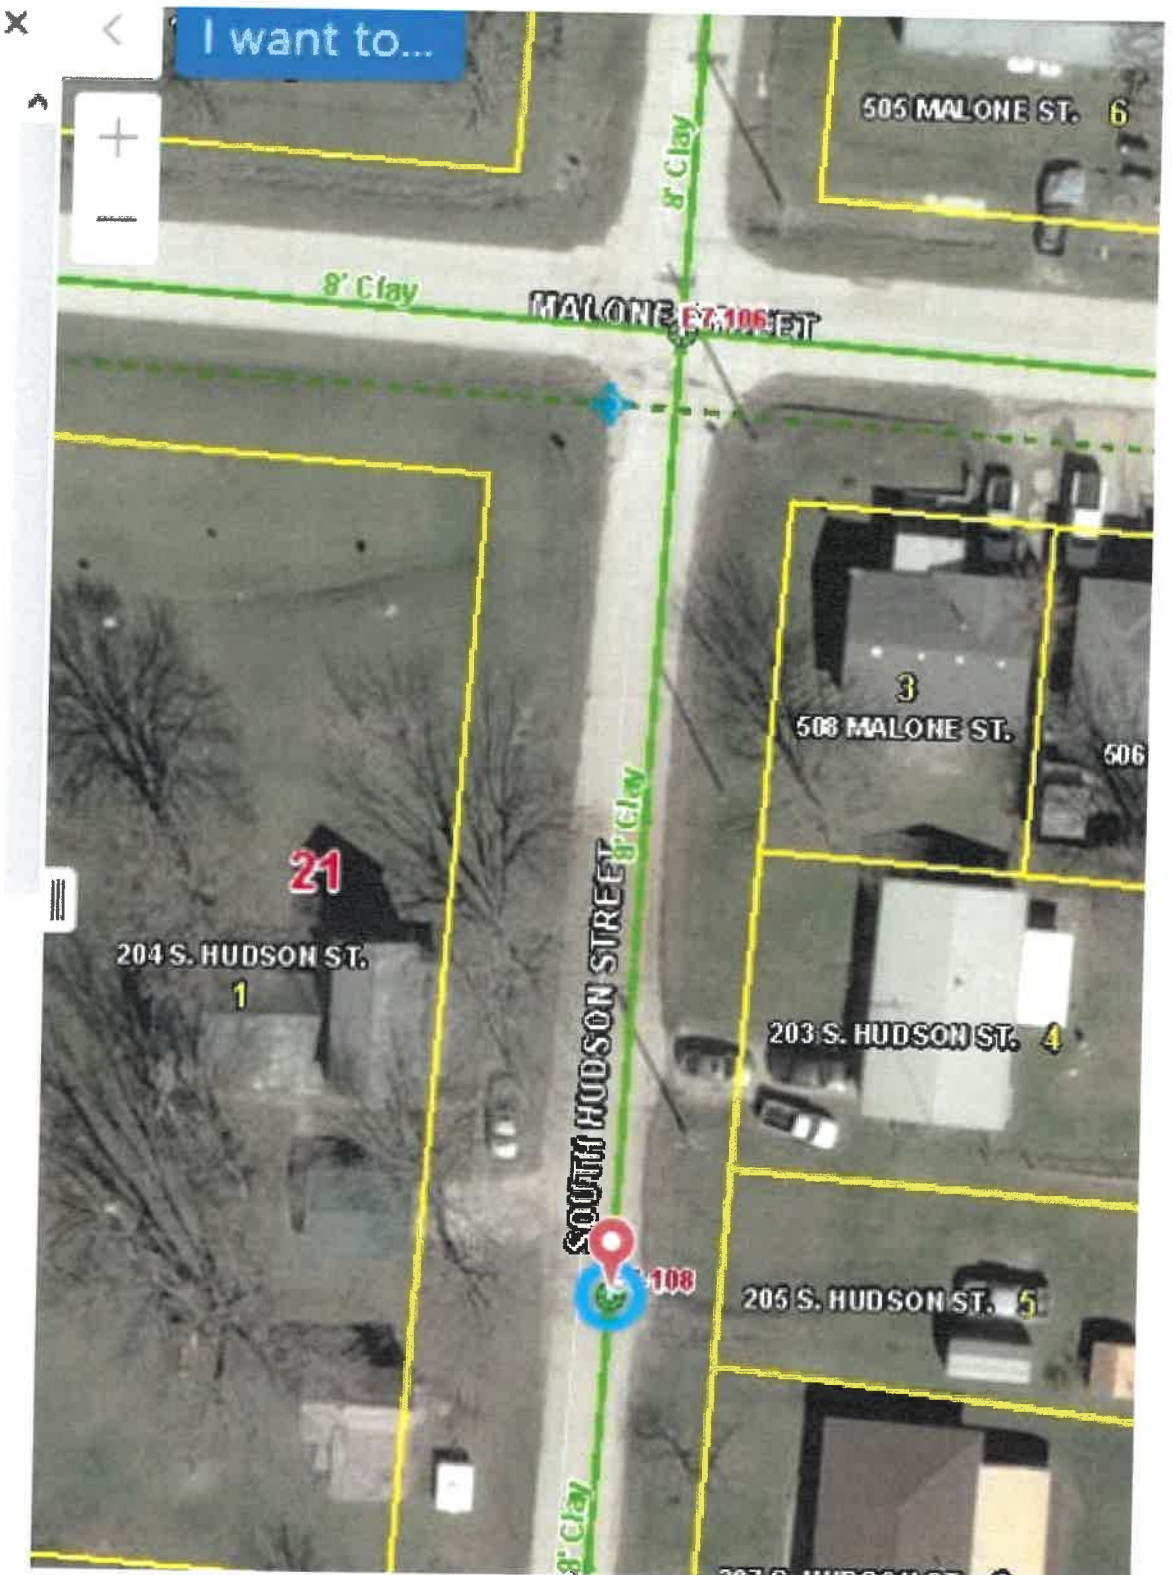 I want to...
505 MALONE ST. 6
8' Clay
8' Clay
MALONE STREET
E7-106
3
508 MALONE ST.
506
8' Clay
21
204 S. HUDSON ST.
1
SOUTH HUDSON STREET
203 S. HUDSON ST. 4
-108
205 S. HUDSON ST. 5
8' Clay